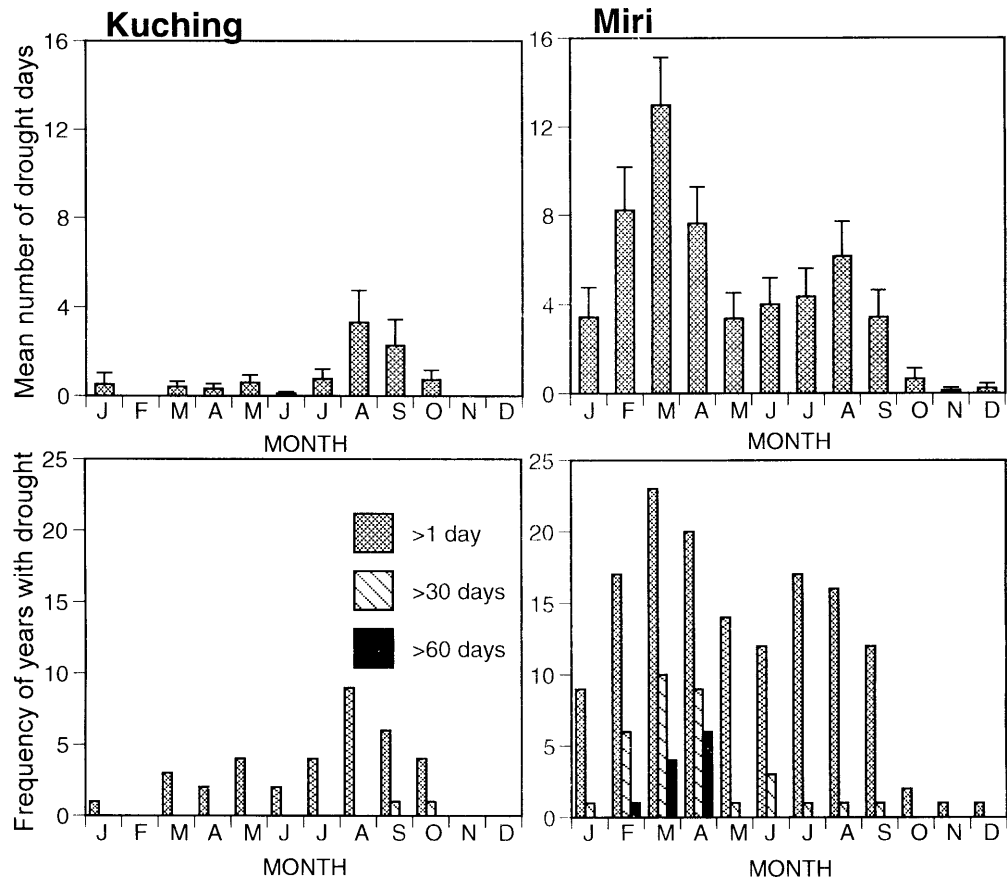 Kuching
Miri
Mean number of drought days
16
12
8
4
0
J F M A M J J A S O N D
MONTH
16
12
8
4
0
J F M A M J J A S O N D
MONTH
Frequency of years with drought
25
20
15
10
5
0
>1 day
>30 days
>60 days
J F M A M J J A S O N D
MONTH
25
20
15
10
5
0
J F M A M J J A S O N D
MONTH